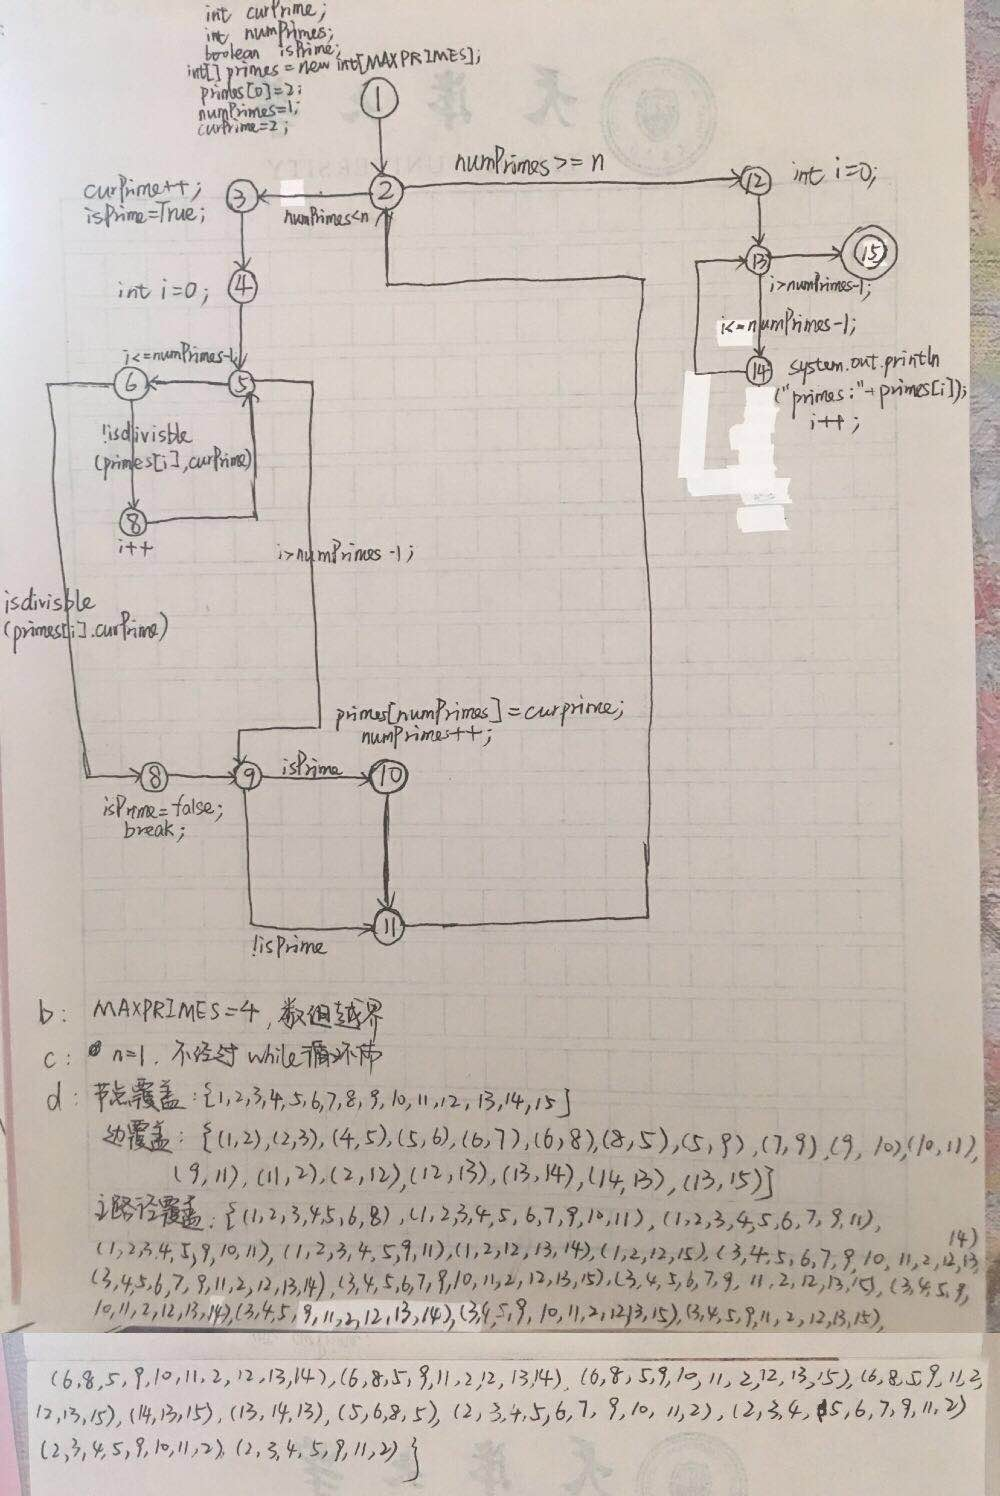 int curPrime;
int numPrimes;
boolean isPrime;
int[] primes = new int[MAXPRIMES];
primes[0]=2;
numPrimes=1;
curPrime=2;
1
天 津
UNIVERSITY
numPrimes>= n
12
int i=0;
curPrime++;
isPrime=True;
3
2
numPrimes<n
13
15
i>numPrimes-1;
int i=0;
4
i<=numPrimes-1;
i<=numPrimes-1;
6
5
14
system.out.println
("primes:"+primes[i]);
i++;
!isdivisble
(primes[i],curPrime)
8
i++
i>numPrimes-1;
isdivisble
(primes[i].curPrime)
primes[numPrimes]=curprime;
numPrimes++;
8
9
isPrime
10
isPrime=false;
break;
11
!isPrime
b: MAXPRIMES=4,数组越界
c: n=1.不经过while循环体
d: 节点覆盖:{1,2,3,4,5,6,7,8,9,10,11,12,13,14,15]
边覆盖: {(1,2),(2,3),(4,5),(5,6),(6,7),(6,8),(8,5),(5,9),(7,9),(9,10),(10,11),
(9,11),(11,2),(2,12),(12,13),(13,14),(14,13),(13,15)]
主路径覆盖:{(1,2,3,4,5,6,8),(1,2,3,4,5,6,7,9,10,11),(1,2,3,4,5,6,7,9,11),
14)
(1,2,3,4,5,9,10,11),(1,2,3,4,5,9,11),(1,2,12,13,14),(1,2,12,15),(3,4,5,6,7,9,10,11,2,12,13
(3,4,5,6,7,9,11,2,12,13,14),(3,4,5,6,7,9,10,11,2,12,13,15),(3,4,5,6,7,9,11,2,12,13,15),(3,4,5,9,
10,11,2,12,13,14),(3,4,5,9,11,2,12,13,14),(3,4,5,9,10,11,2,12,13,15),(3,4,5,9,11,2,12,13,15),
(6,8,5,9,10,11,2,12,13,14),(6,8,5,9,11,2,12,13,14),(6,8,5,9,10,11,2,12,13,15),(6,8,5,9,11,2,
12,13,15),(14,13,15),(13,14,13),(5,6,8,5),(2,3,4,5,6,7,9,10,11,2),(2,3,4,5,6,7,9,11,2)
(2,3,4,5,9,10,11,2),(2,3,4,5,9,11,2)}